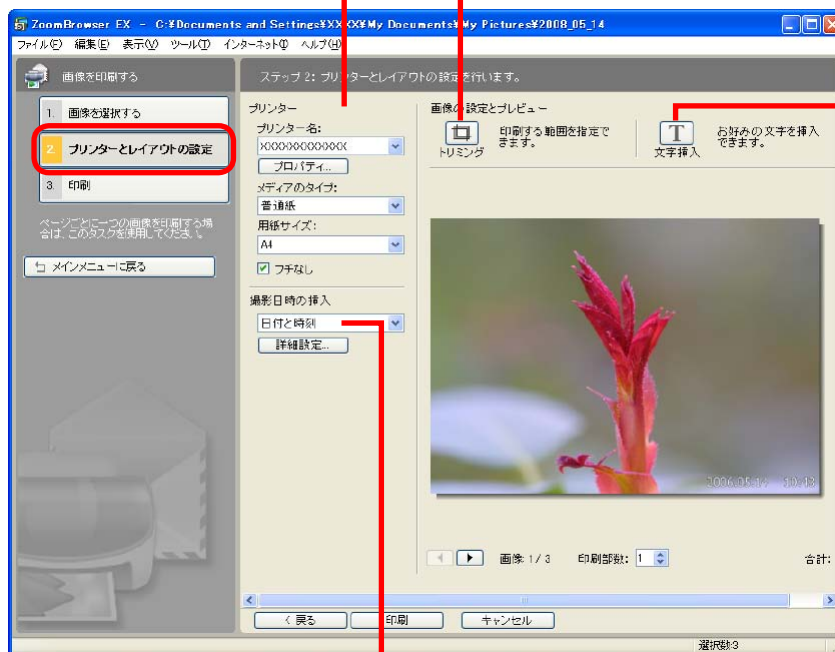 ZoomBrowser EX - C:¥Documents and Settings¥XXXX¥My Documents¥My Pictures¥2008_05_14
ファイル(F) 編集(E) 表示(V) ツール(T) インターネット(I) ヘルプ(H)
画像を印刷する
ステップ 2: プリンターとレイアウトの設定を行います。
1. 画像を選択する
2. プリンターとレイアウトの設定
3. 印刷
ページごとに一つの画像を印刷する場
合は、このタスクを使用してください。
メインメニューに戻る
プリンター
プリンター名:
XXXXXXXXXXXXX
プロパティ...
メディアのタイプ:
普通紙
用紙サイズ:
A4
フチなし
撮影日時の挿入
日付と時刻
詳細設定...
画像の設定とプレビュー
トリミング
印刷する範囲を指定で
きます。
T
文字挿入
お好みの文字を挿入
できます。
画像: 1 / 3 印刷部数: 1 合計:
< 戻る 印刷 キャンセル
選択数:3